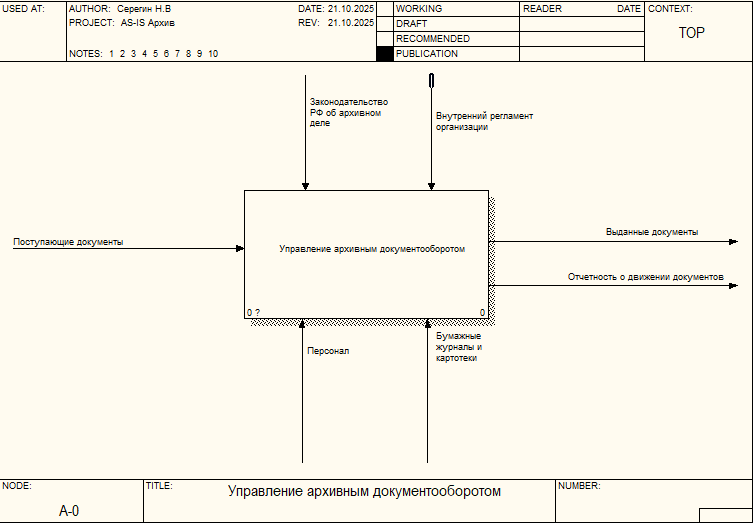 USED AT: AUTHOR: Серегин Н.В DATE: 21.10.2025 WORKING READER DATE CONTEXT:
PROJECT: AS-IS Архив REV: 21.10.2025 DRAFT
TOP
RECOMMENDED
NOTES: 1 2 3 4 5 6 7 8 9 10 PUBLICATION
Законодательство
РФ об архивном
деле
Внутренний регламент
организации
Поступающие документы
Управление архивным документооборотом
Выданные документы
Отчетность о движении документов
0 ? 0
Персонал
Бумажные
журналы и
картотеки
NODE: TITLE: NUMBER:
A-0 Управление архивным документооборотом